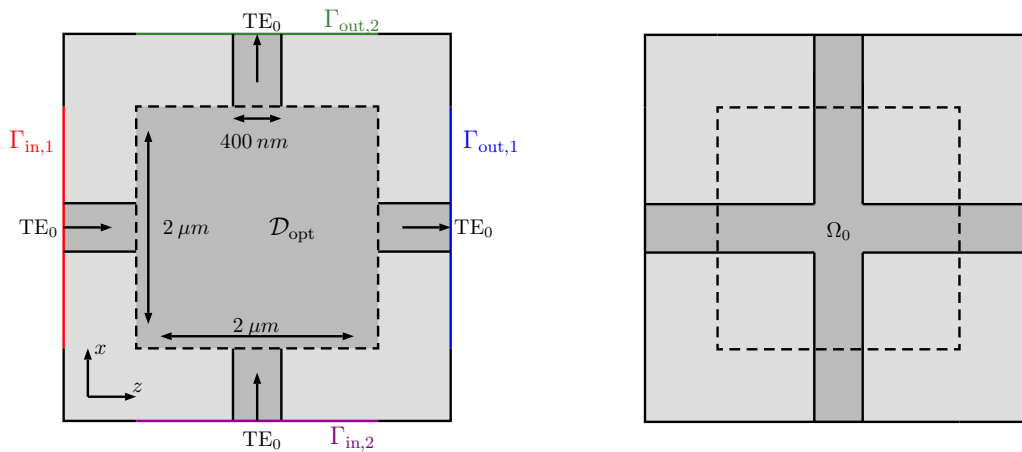 TE₀ Γout,2
Γin,1
Γout,1
400 nm
TE₀
2 μm
𝒟opt
TE₀
2 μm
x
z
TE₀
Γin,2
Ω₀